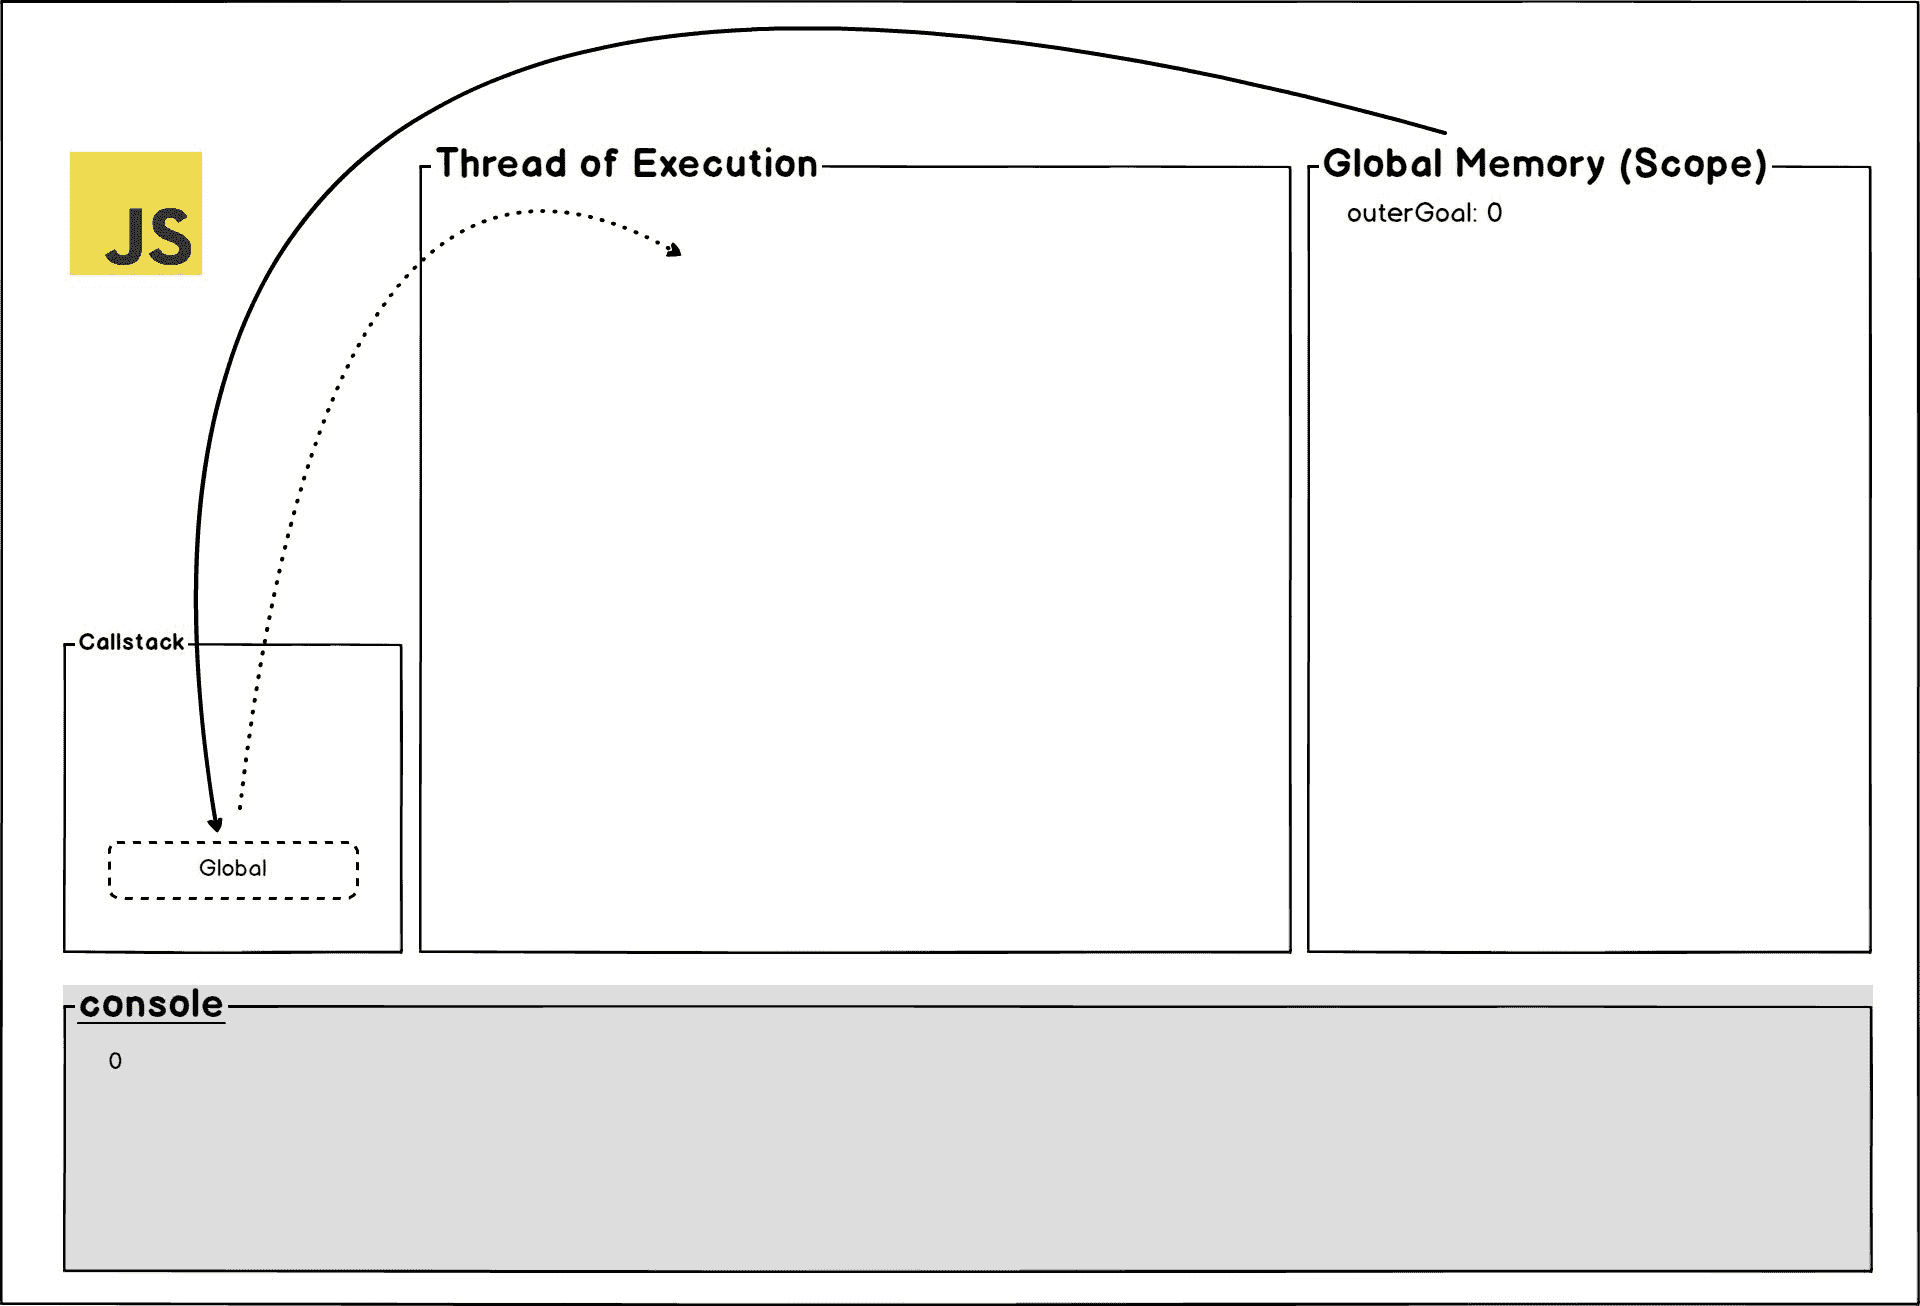 JS
Thread of Execution
Global Memory (Scope)
outerGoal: 0
Callstack
Global
console
0